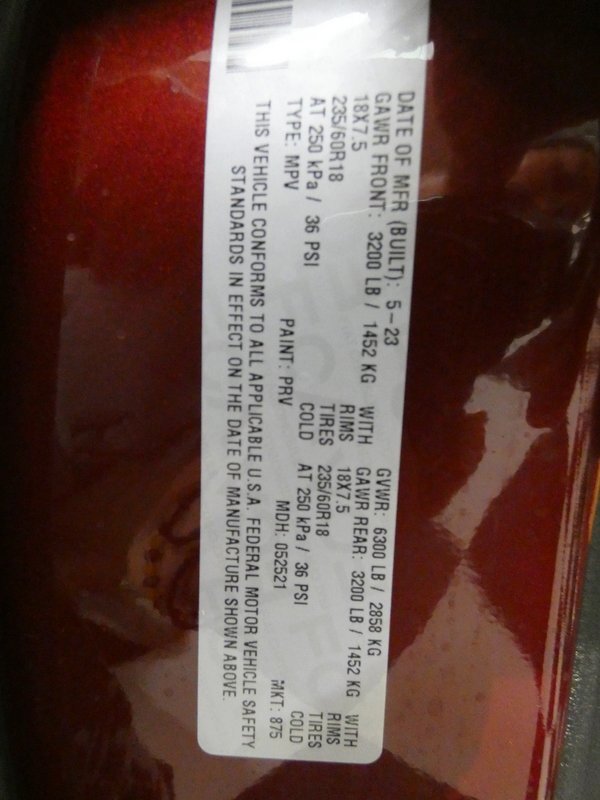 DATE OF MFR (BUILT): 5-23 GVWR: 6300 LB / 2858 KG
GAWR FRONT: 3200 LB / 1452 KG WITH GAWR REAR: 3200 LB / 1452 KG WITH
18X7.5 RIMS 18X7.5 RIMS
235/60R18 TIRES 235/60R18 TIRES
AT 250 kPa / 36 PSI COLD AT 250 kPa / 36 PSI COLD
TYPE: MPV PAINT: PRV MDH: 052521 MKT: 875
THIS VEHICLE CONFORMS TO ALL APPLICABLE U.S.A. FEDERAL MOTOR VEHICLE SAFETY
STANDARDS IN EFFECT ON THE DATE OF MANUFACTURE SHOWN ABOVE.